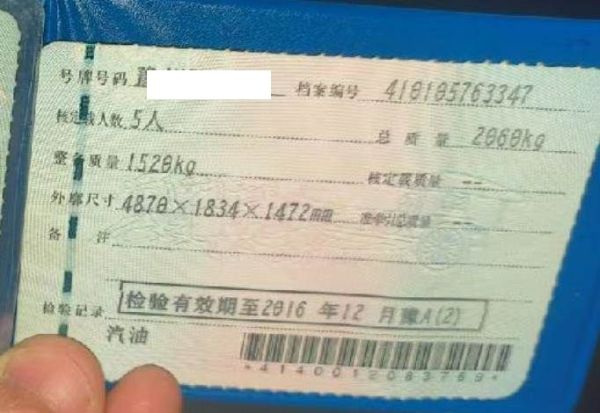 号牌号码 豫 档案编号 410105763347
核定载人数 5人 总质量 2060kg
整备质量 1520kg 核定载质量 --
外廓尺寸 4870×1834×1472mm 准牵引总质量 --
备注
检验记录 检验有效期至2016年12月豫A(2)
汽油
*4140012083769*